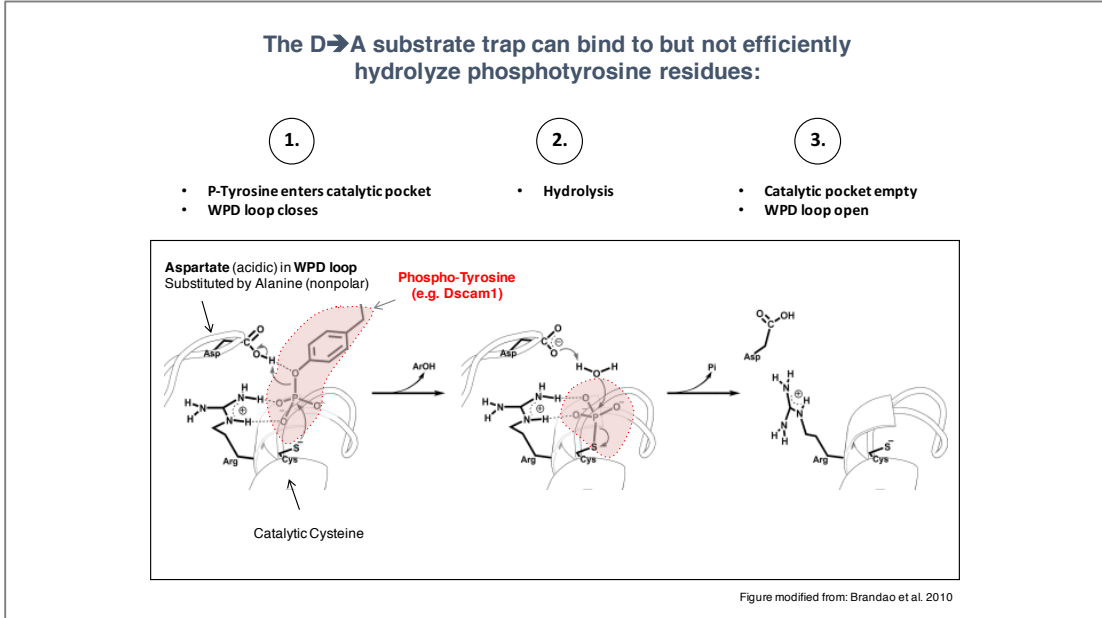 The D➔A substrate trap can bind to but not efficiently
hydrolyze phosphotyrosine residues:
1.
2.
3.
• P-Tyrosine enters catalytic pocket
• WPD loop closes
• Hydrolysis
• Catalytic pocket empty
• WPD loop open
Aspartate (acidic) in WPD loop
Substituted by Alanine (nonpolar)
Phospho-Tyrosine
(e.g. Dscam1)
Asp
C
O
O
H
O
P
O
O
O
H
N
H
N
H
N
H
H
⊕
S⁻
Arg
Cys
ArOH
Asp
C
O
O
⊖
H
O
H
O
O
P
O
H
N
H
N
H
N
H
H
⊕
S
Arg
Cys
Pi
O
C
OH
Asp
H
N
H
⊕
H
N
N
H
H
S⁻
Arg
Cys
Catalytic Cysteine
Figure modified from: Brandao et al. 2010